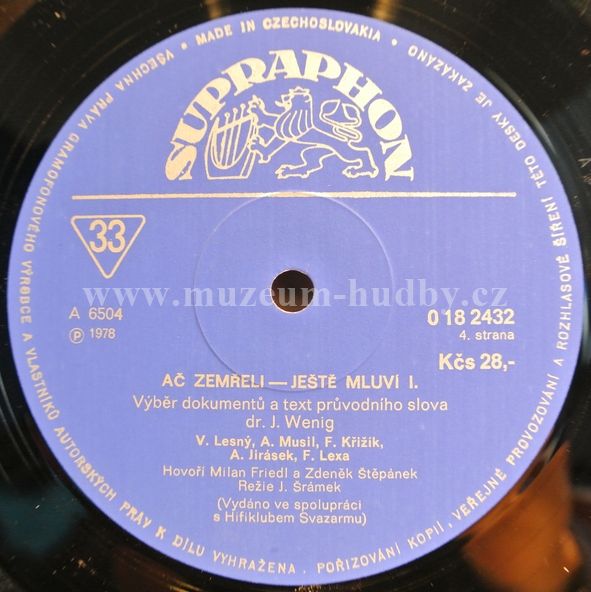 VŠECHNA PRÁVA GRAMOFONOVÉHO VÝROBCE A VLASTNÍKŮ AUTORSKÝCH PRÁV K DÍLU VYHRAŽENA. POŘIZOVÁNÍ KOPIÍ, VEŘEJNÉ PROVOZOVÁNÍ A ROZHLASOVÉ ŠÍŘENÍ TÉTO DESKY JE ZAKÁZÁNO • MADE IN CZECHOSLOVAKIA •
SUPRAPHON
33
www.muzeum-hudby.cz
A 6504
Ⓟ 1978
0 18 2432
4. strana
Kčs 28,-
AČ ZEMŘELI — JEŠTĚ MLUVÍ I.
Výběr dokumentů a text průvodního slova
dr. J. Wenig
V. Lesný, A. Musil, F. Křižík,
A. Jirásek, F. Lexa
Hovoří Milan Friedl a Zdeněk Štěpánek
Režie J. Šrámek
(Vydáno ve spolupráci
s Hifiklubem Svazarmu)